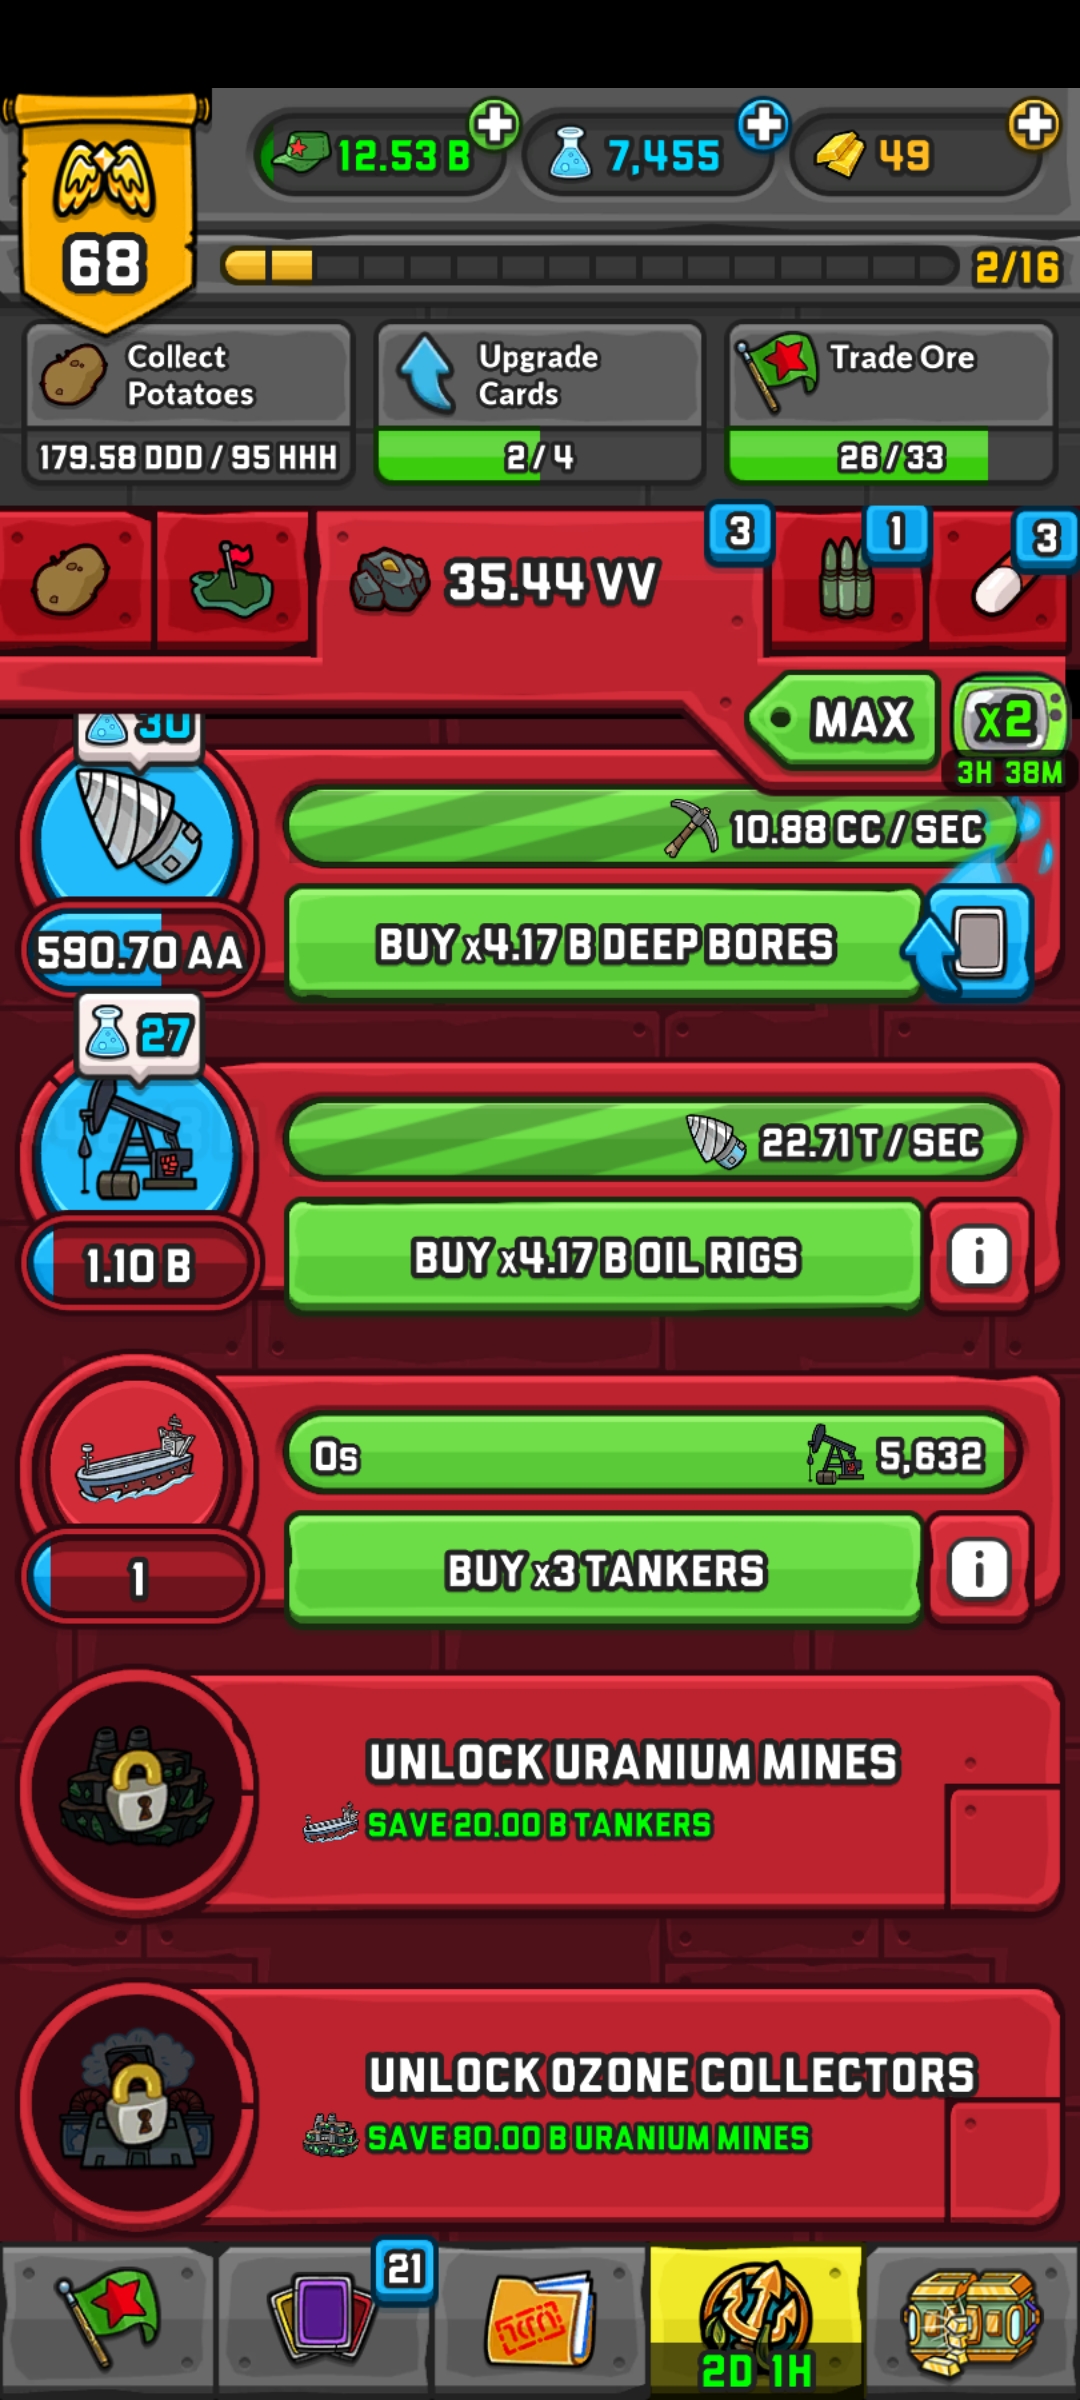 12.53 B
7,455
49
68
2/16
Collect
Potatoes
179.58 DDD / 95 HHH
Upgrade
Cards
2/4
Trade Ore
26/33
35.44 VV
3
1
3
MAX
x2
3H 38M
30
10.88 CC / SEC
590.70 AA
BUY x4.17 B DEEP BORES
27
22.71 T / SEC
1.10 B
BUY x4.17 B OIL RIGS
i
0s
5,632
1
BUY x3 TANKERS
i
UNLOCK URANIUM MINES
SAVE 20.00 B TANKERS
UNLOCK OZONE COLLECTORS
SAVE 80.00 B URANIUM MINES
21
2D 1H